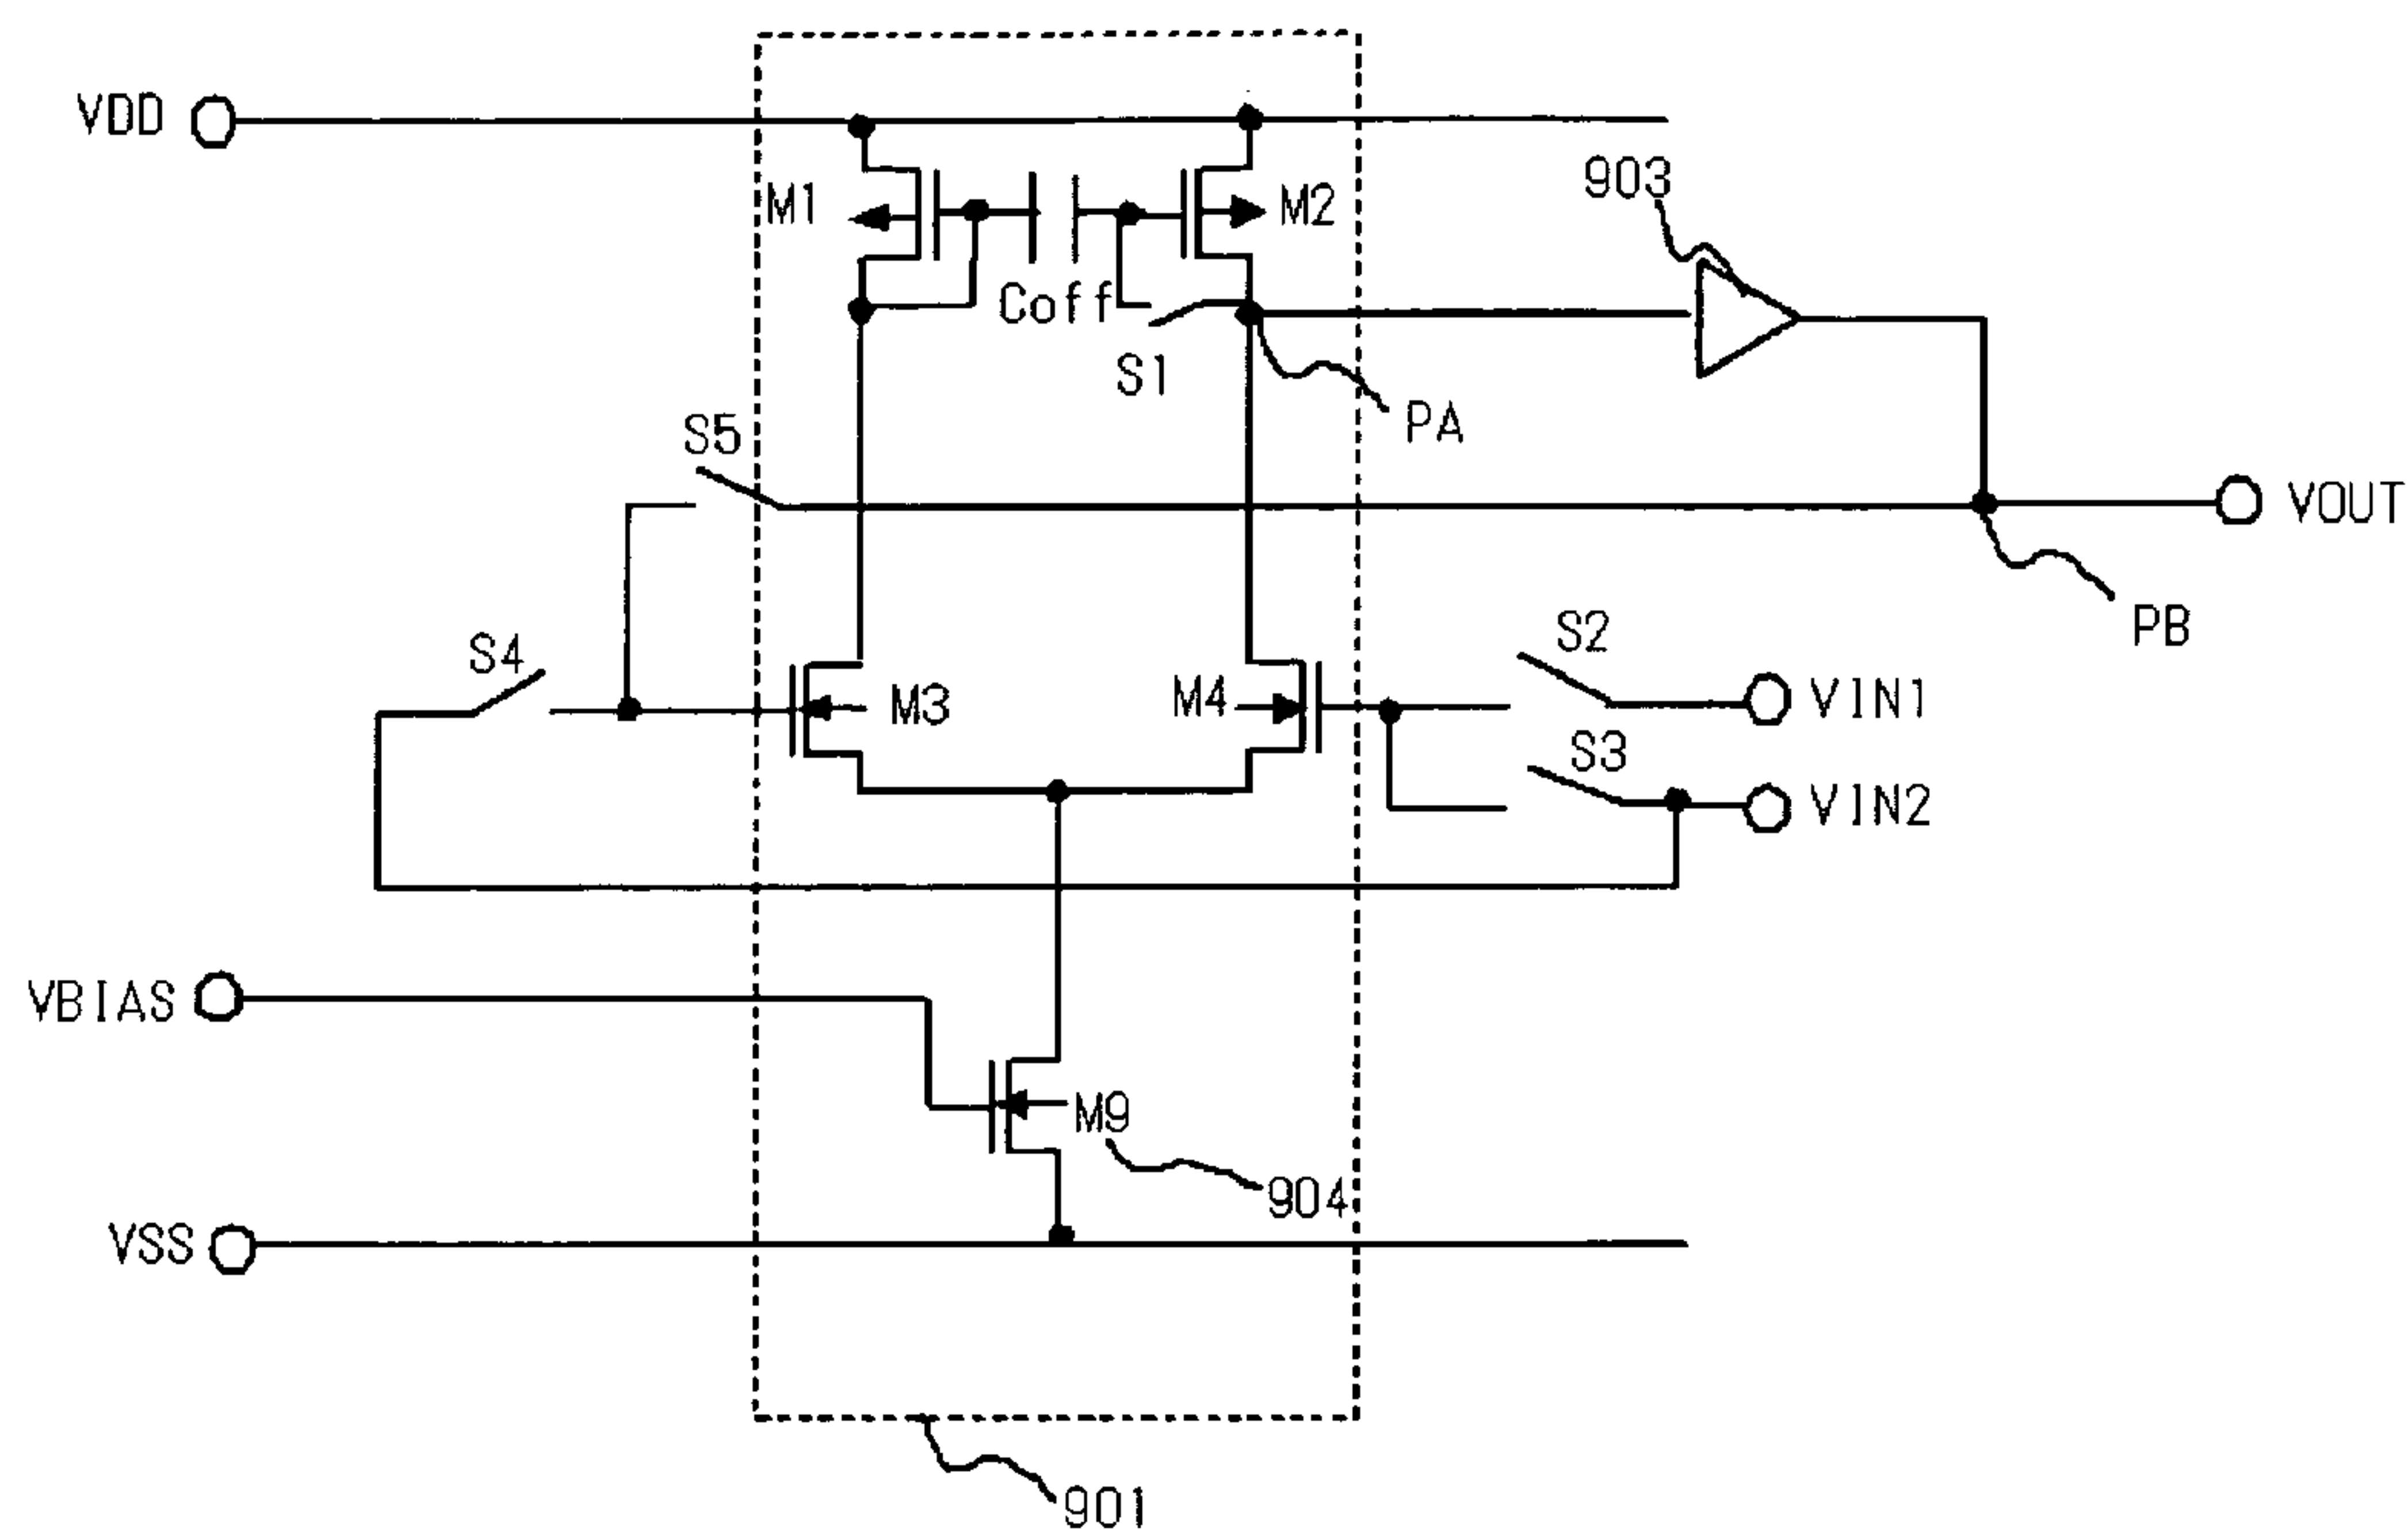 VDD
903
M1
M2
Coff
S1
PA
S5
VOUT
PB
S4
S2
M3
M4
VIN1
S3
VIN2
VBIAS
M9
904
VSS
901